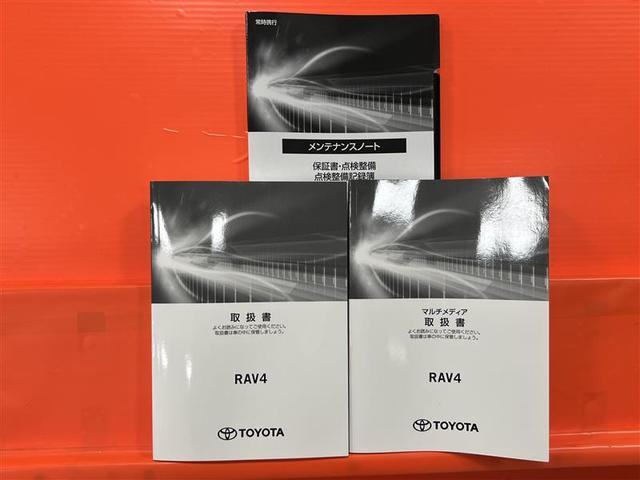 常時携行
メンテナンスノート
保証書・点検整備
点検整備記録簿
取扱書
よくお読みになってご使用ください。
取扱書は車の中に保管しましょう。
RAV4
TOYOTA
マルチメディア
取扱書
よくお読みになってご使用ください。
取扱書は車の中に保管しましょう。
RAV4
TOYOTA